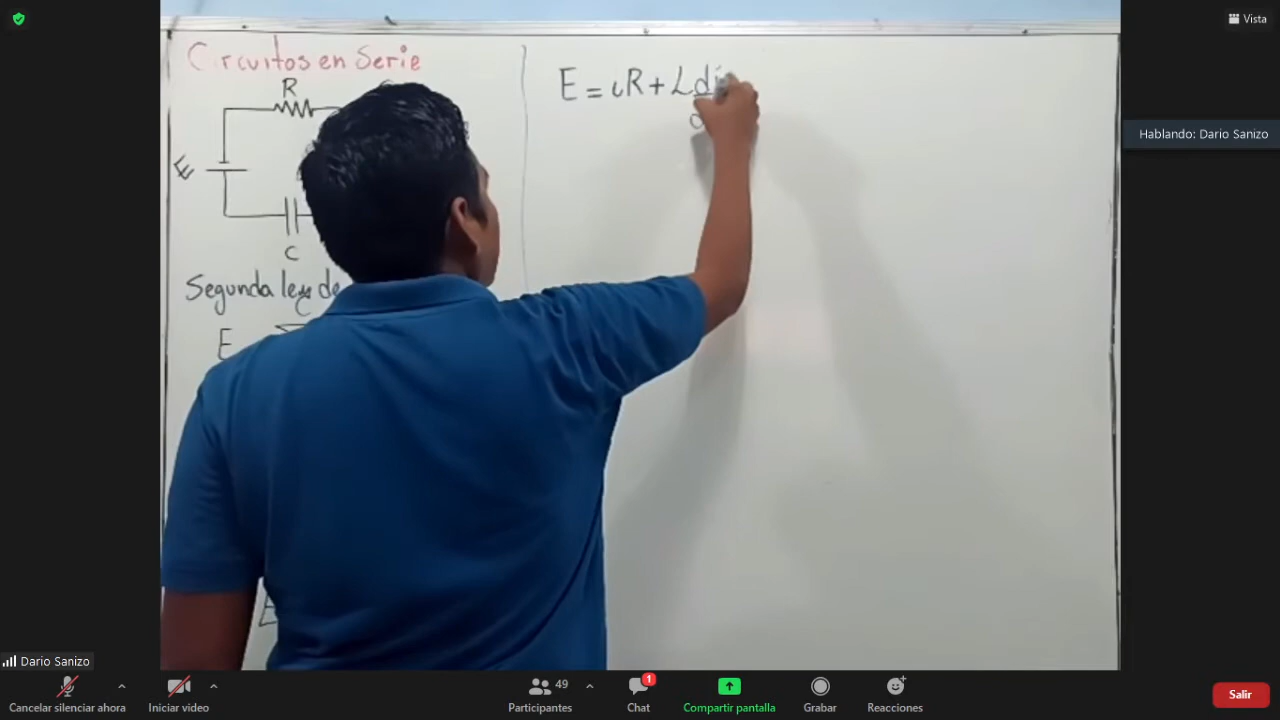 Vista
Hablando: Dario Sanizo
Circuitos en Serie
R
E
C
Segunda ley de
E
E = iR + L di
Dario Sanizo
Cancelar silenciar ahora
Iniciar video
49
Participantes
1
Chat
Compartir pantalla
Grabar
Reacciones
Salir